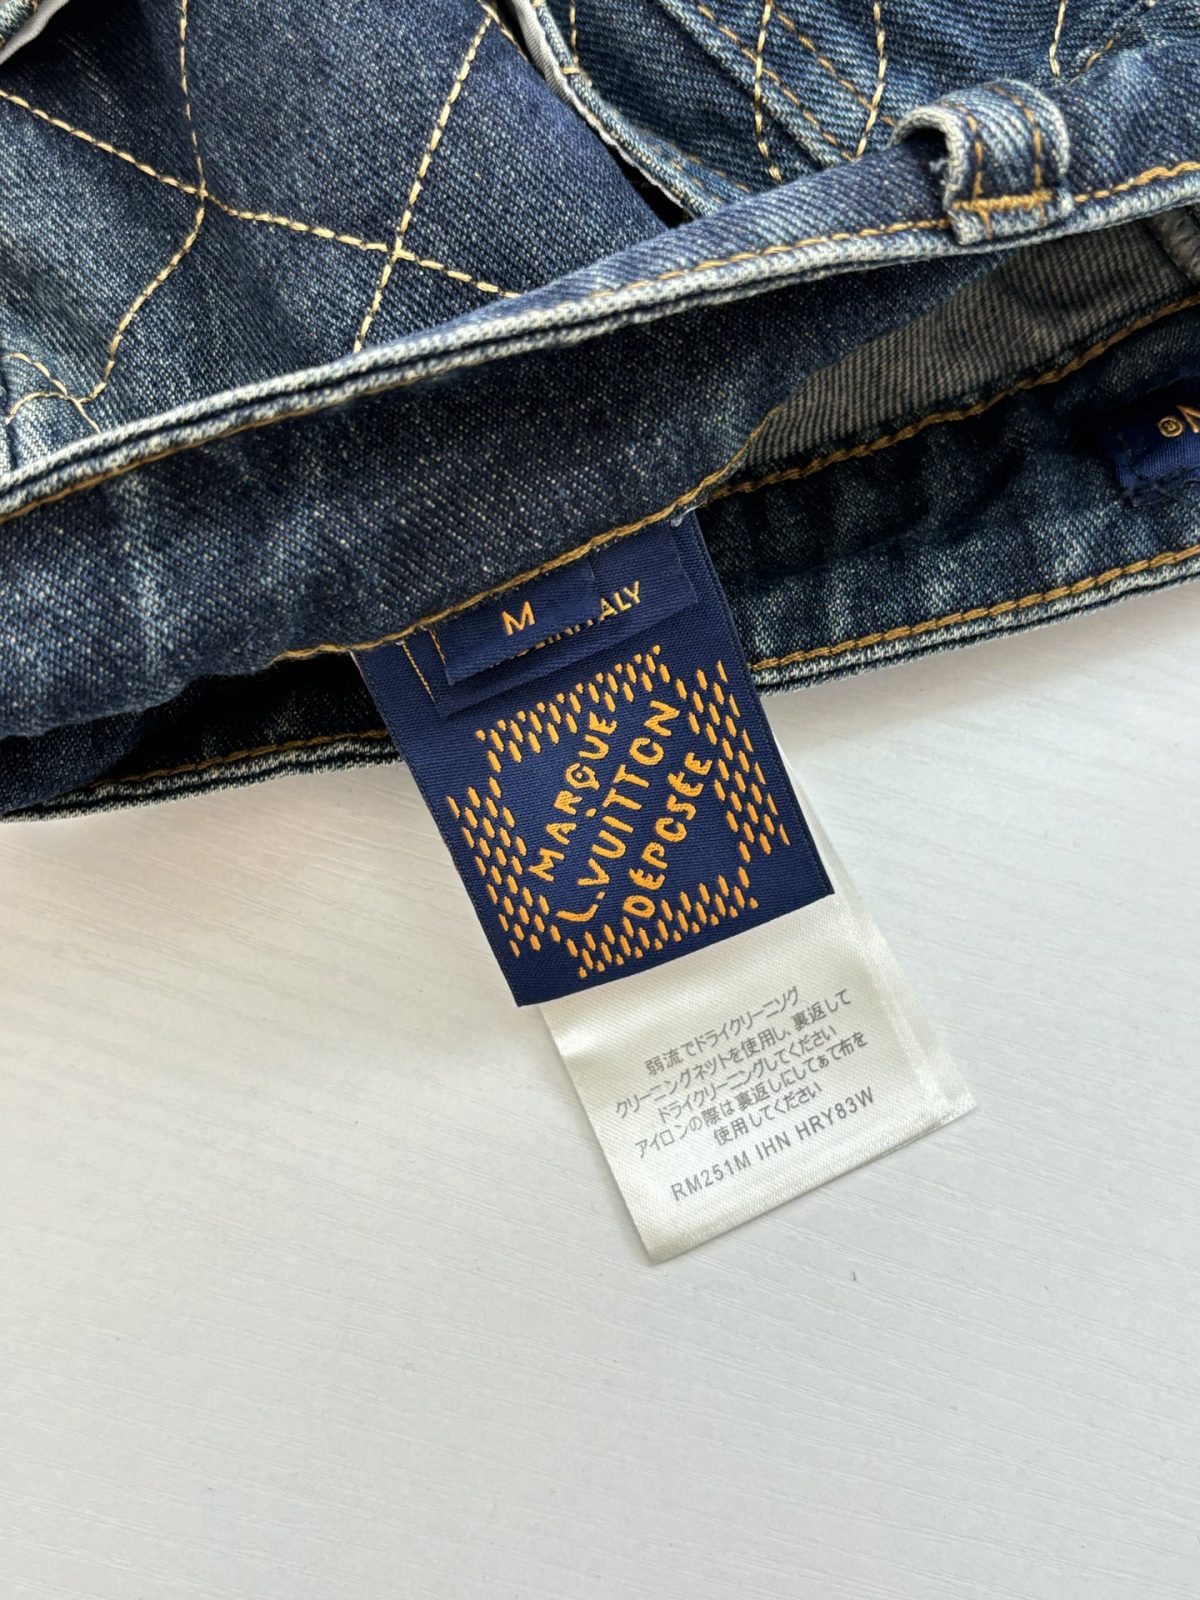 M
ALY
MARQUE
L.VUITTON
DEPOSÉE
弱流でドライクリーニング
クリーニングネットを使用し、裏返して
ドライクリーニングしてください
アイロンの際は裏返しにしてあて布を
使用してください
RM251M IHN HRY83W